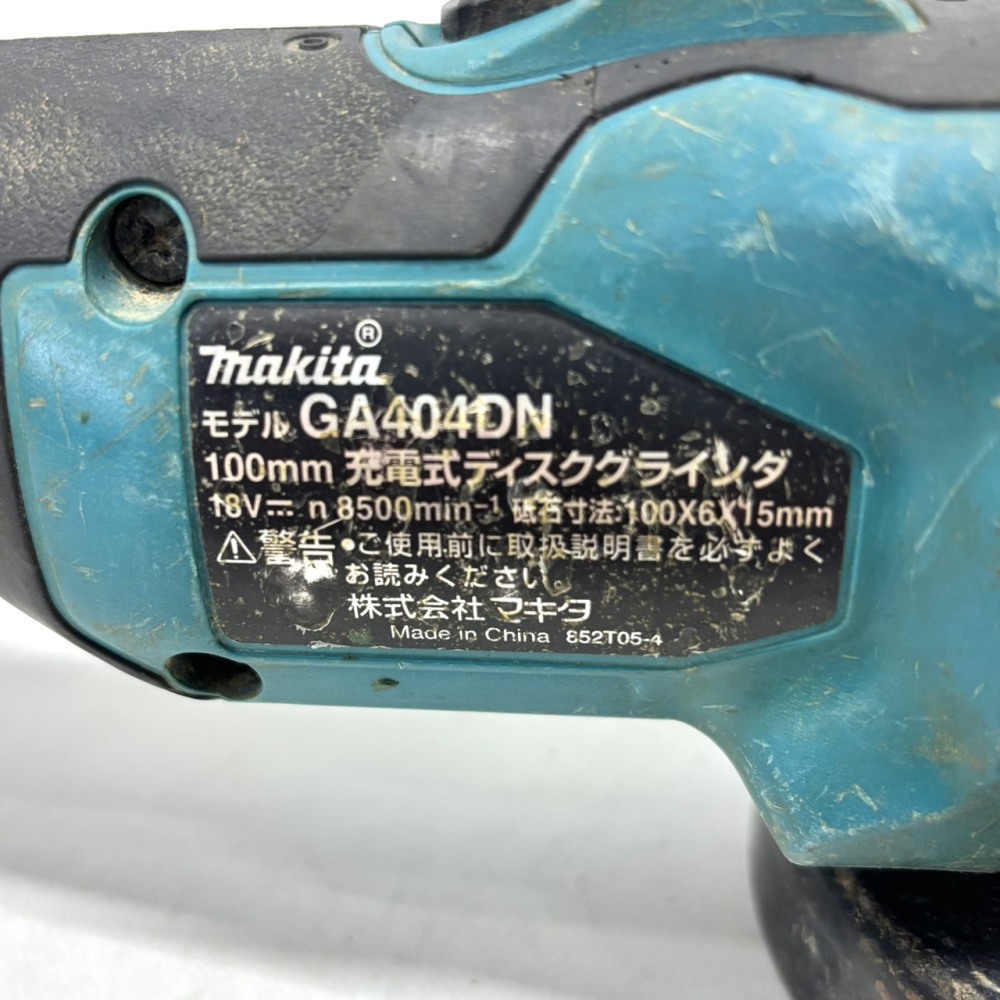 makita®
モデル GA404DN
100mm 充電式ディスクグラインダ
18V⎓ n 8500min⁻¹ 砥石寸法:100X6X15mm
⚠警告 •ご使用前に取扱説明書を必ずよく
お読みください。
株式会社 マキタ
Made in China 852T05-4